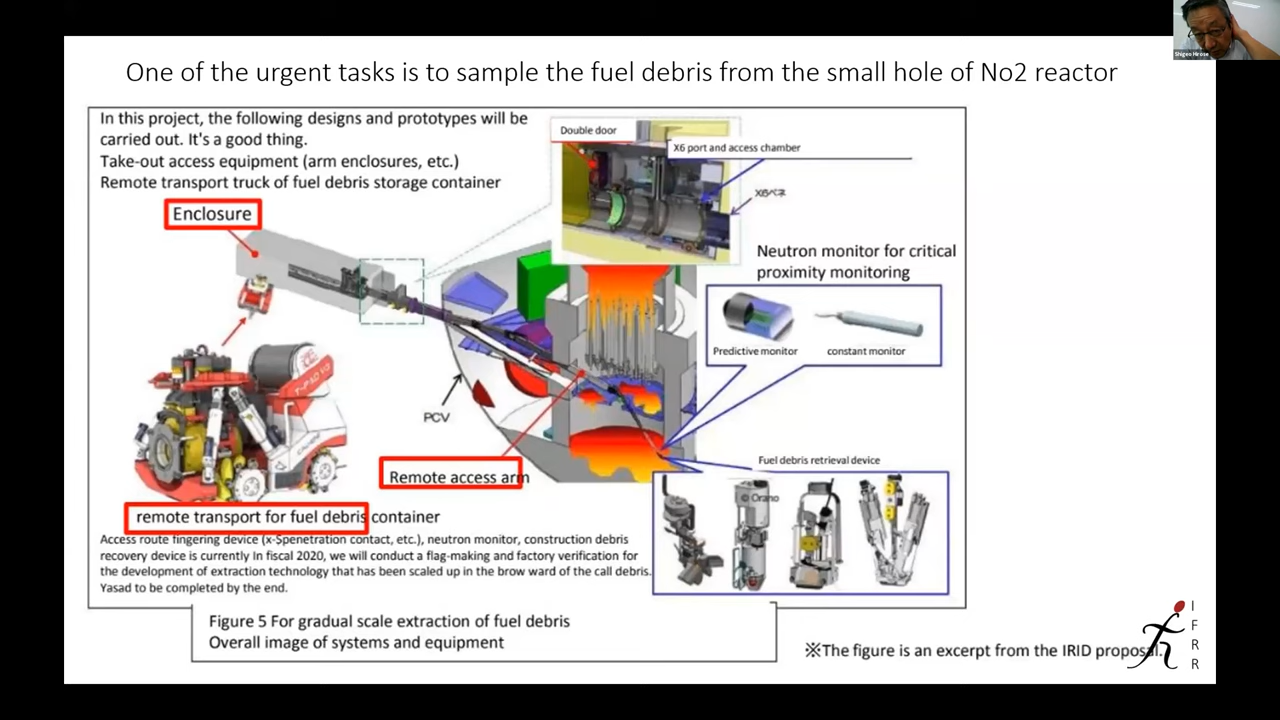 Shigeo Hirose
One of the urgent tasks is to sample the fuel debris from the small hole of No2 reactor
In this project, the following designs and prototypes will be
carried out. It's a good thing.
Take-out access equipment (arm enclosures, etc.)
Remote transport truck of fuel debris storage container
Double door
X6 port and access chamber
X6ペネ
Enclosure
Neutron monitor for critical
proximity monitoring
Predictive monitor
constant monitor
PCV
Remote access arm
Fuel debris retrieval device
© Orano
remote transport for fuel debris container
Access route fingering device (x-Spenetration contact, etc.), neutron monitor, construction debris
recovery device is currently In fiscal 2020, we will conduct a flag-making and factory verification for
the development of extraction technology that has been scaled up in the brow ward of the call debris.
Yasad to be completed by the end.
Figure 5 For gradual scale extraction of fuel debris
Overall image of systems and equipment
※The figure is an excerpt from the IRID proposal.
I
F
R
R